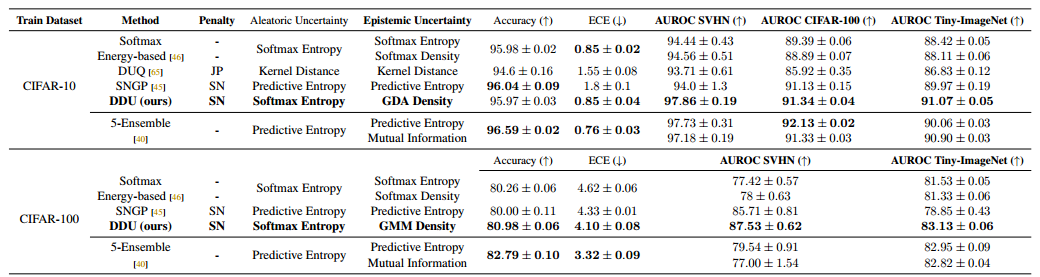 Train Dataset Method Penalty Aleatoric Uncertainty Epistemic Uncertainty Accuracy (↑) ECE (↓) AUROC SVHN (↑) AUROC CIFAR-100 (↑) AUROC Tiny-ImageNet (↑)
CIFAR-10
Softmax - Softmax Entropy Softmax Entropy 95.98 ± 0.02 0.85 ± 0.02 94.44 ± 0.43 89.39 ± 0.06 88.42 ± 0.05
Energy-based [46] - Softmax Density 94.56 ± 0.51 88.89 ± 0.07 88.11 ± 0.06
DUQ [65] JP Kernel Distance Kernel Distance 94.6 ± 0.16 1.55 ± 0.08 93.71 ± 0.61 85.92 ± 0.35 86.83 ± 0.12
SNGP [45] SN Predictive Entropy Predictive Entropy 96.04 ± 0.09 1.8 ± 0.1 94.0 ± 1.3 91.13 ± 0.15 89.97 ± 0.19
DDU (ours) SN Softmax Entropy GDA Density 95.97 ± 0.03 0.85 ± 0.04 97.86 ± 0.19 91.34 ± 0.04 91.07 ± 0.05
5-Ensemble - Predictive Entropy Predictive Entropy 96.59 ± 0.02 0.76 ± 0.03 97.73 ± 0.31 92.13 ± 0.02 90.06 ± 0.03
[40] Mutual Information 97.18 ± 0.19 91.33 ± 0.03 90.90 ± 0.03
Accuracy (↑) ECE (↓) AUROC SVHN (↑) AUROC Tiny-ImageNet (↑)
CIFAR-100
Softmax - Softmax Entropy Softmax Entropy 80.26 ± 0.06 4.62 ± 0.06 77.42 ± 0.57 81.53 ± 0.05
Energy-based [46] - Softmax Density 78 ± 0.63 81.33 ± 0.06
SNGP [45] SN Predictive Entropy Predictive Entropy 80.00 ± 0.11 4.33 ± 0.01 85.71 ± 0.81 78.85 ± 0.43
DDU (ours) SN Softmax Entropy GMM Density 80.98 ± 0.06 4.10 ± 0.08 87.53 ± 0.62 83.13 ± 0.06
5-Ensemble - Predictive Entropy Predictive Entropy 82.79 ± 0.10 3.32 ± 0.09 79.54 ± 0.91 82.95 ± 0.09
[40] Mutual Information 77.00 ± 1.54 82.82 ± 0.04